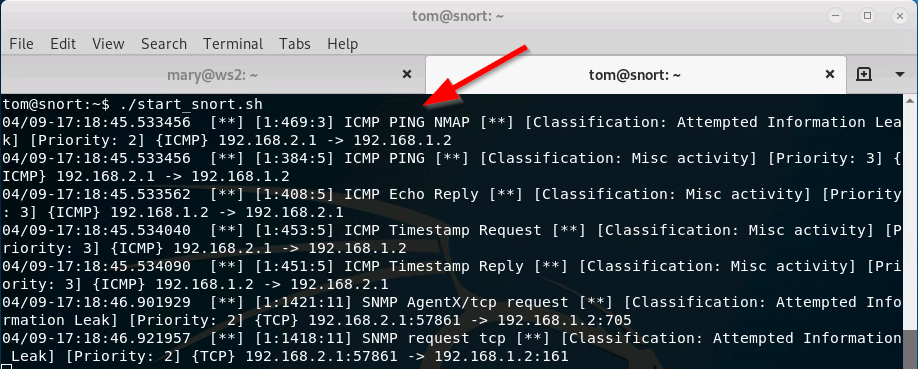 tom@snort: ~
File Edit View Search Terminal Tabs Help
mary@ws2: ~ × tom@snort: ~ ×
tom@snort:~$ ./start_snort.sh
04/09-17:18:45.533456  [**] [1:469:3] ICMP PING NMAP [**] [Classification: Attempted Information Lea
k] [Priority: 2] {ICMP} 192.168.2.1 -> 192.168.1.2
04/09-17:18:45.533456  [**] [1:384:5] ICMP PING [**] [Classification: Misc activity] [Priority: 3] {
ICMP} 192.168.2.1 -> 192.168.1.2
04/09-17:18:45.533562  [**] [1:408:5] ICMP Echo Reply [**] [Classification: Misc activity] [Priority
: 3] {ICMP} 192.168.1.2 -> 192.168.2.1
04/09-17:18:45.534040  [**] [1:453:5] ICMP Timestamp Request [**] [Classification: Misc activity] [P
riority: 3] {ICMP} 192.168.2.1 -> 192.168.1.2
04/09-17:18:45.534090  [**] [1:451:5] ICMP Timestamp Reply [**] [Classification: Misc activity] [Pri
ority: 3] {ICMP} 192.168.1.2 -> 192.168.2.1
04/09-17:18:46.901929  [**] [1:1421:11] SNMP AgentX/tcp request [**] [Classification: Attempted Info
rmation Leak] [Priority: 2] {TCP} 192.168.2.1:57861 -> 192.168.1.2:705
04/09-17:18:46.921957  [**] [1:1418:11] SNMP request tcp [**] [Classification: Attempted Information
 Leak] [Priority: 2] {TCP} 192.168.2.1:57861 -> 192.168.1.2:161